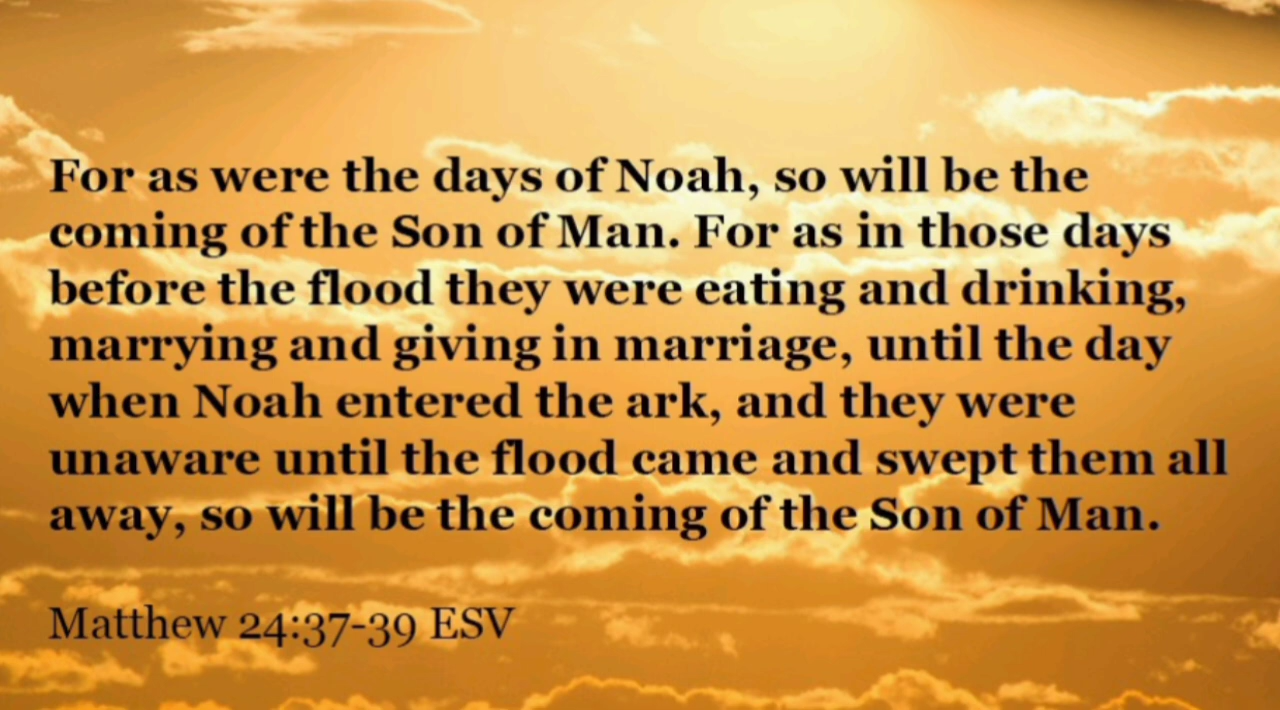 For as were the days of Noah, so will be the
coming of the Son of Man. For as in those days
before the flood they were eating and drinking,
marrying and giving in marriage, until the day
when Noah entered the ark, and they were
unaware until the flood came and swept them all
away, so will be the coming of the Son of Man.
Matthew 24:37-39 ESV